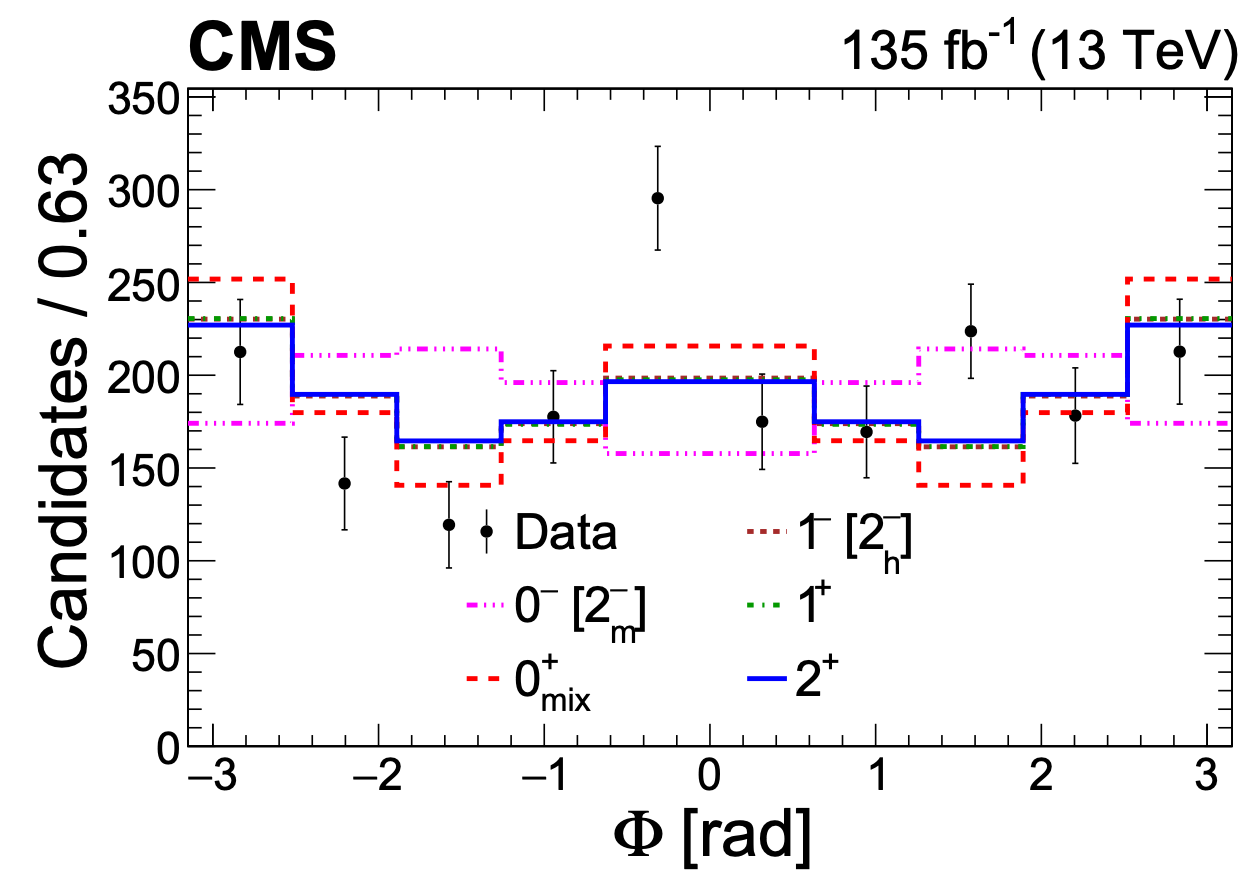 CMS 135 fb⁻¹ (13 TeV)
350
300
250
200
150
100
50
0
Candidates / 0.63
Data 1⁻ [2⁻ₕ]
0⁻ [2⁻ₘ] 1⁺
0⁺mix 2⁺
–3 –2 –1 0 1 2 3
Φ [rad]